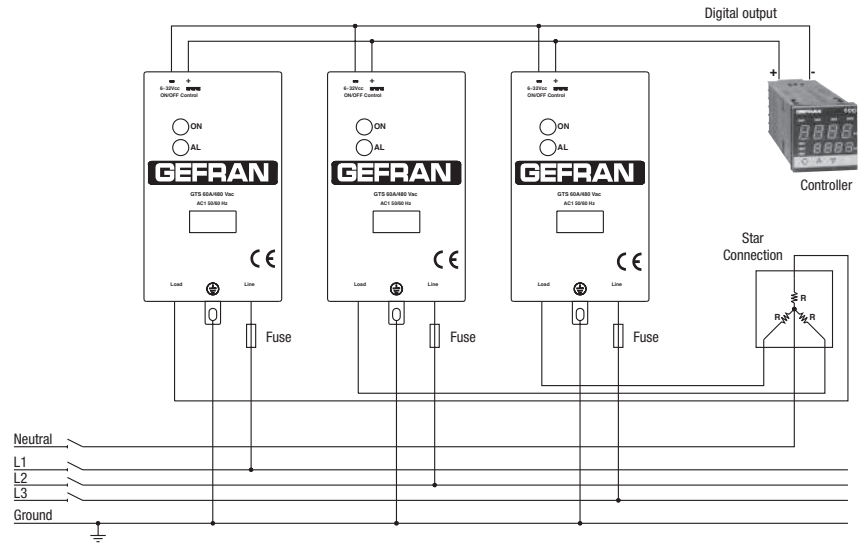 Digital output
- +
6-32Vcc
ON/OFF Control
ON
AL
GEFRAN
GTS 60A/480 Vac
AC1 50/60 Hz
CE
Load
Line
Fuse
- +
6-32Vcc
ON/OFF Control
ON
AL
GEFRAN
GTS 60A/480 Vac
AC1 50/60 Hz
CE
Load
Line
Fuse
- +
6-32Vcc
ON/OFF Control
ON
AL
GEFRAN
GTS 60A/480 Vac
AC1 50/60 Hz
CE
Load
Line
Fuse
+ -
GEFRAN
Controller
Star
Connection
R
R R
Neutral
L1
L2
L3
Ground